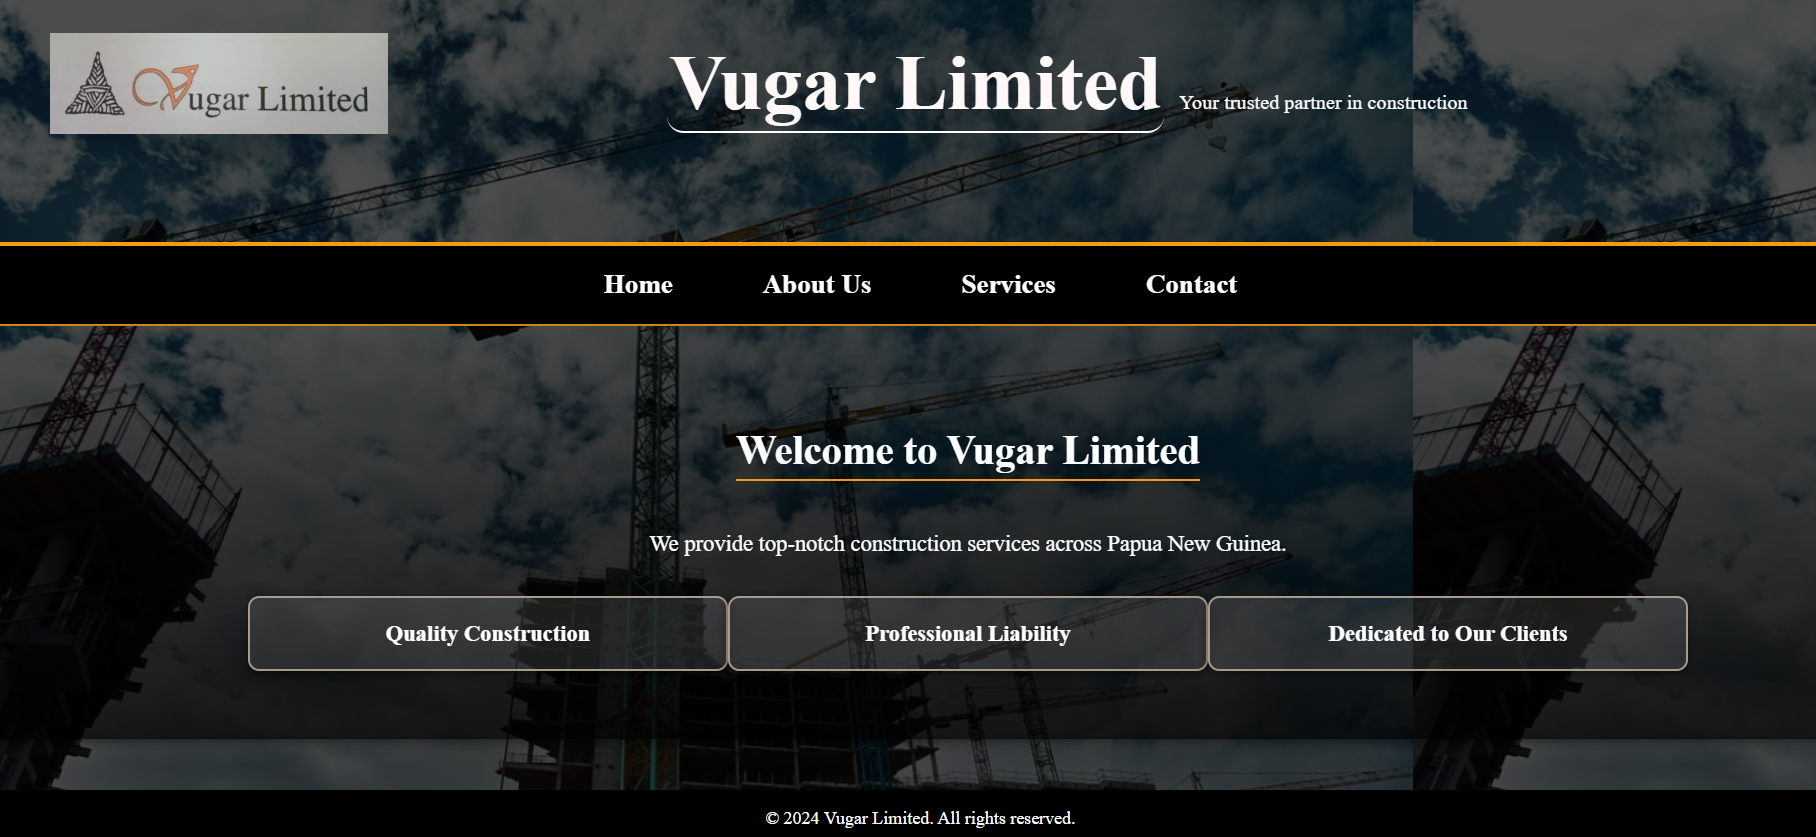 Vugar Limited
Vugar Limited
Your trusted partner in construction
Home About Us Services Contact
Welcome to Vugar Limited
We provide top-notch construction services across Papua New Guinea.
Quality Construction Professional Liability Dedicated to Our Clients
© 2024 Vugar Limited. All rights reserved.